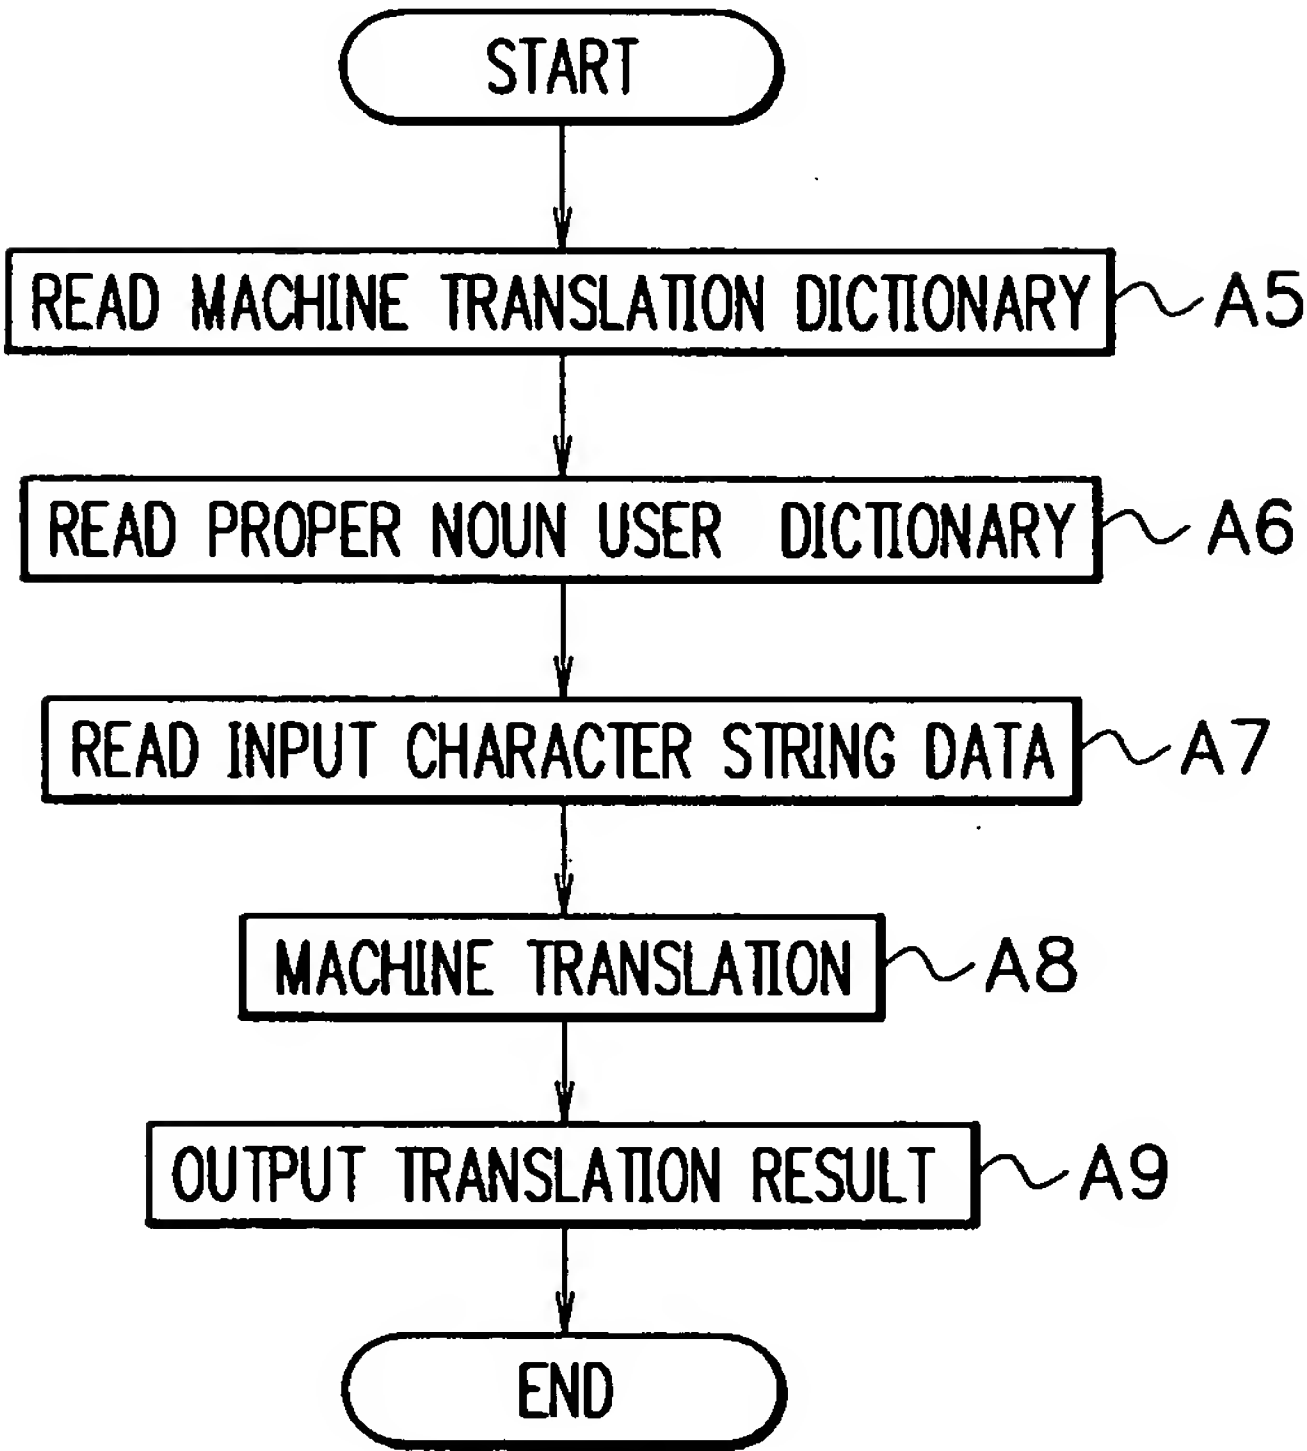 START
READ MACHINE TRANSLATION DICTIONARY A5
READ PROPER NOUN USER DICTIONARY A6
READ INPUT CHARACTER STRING DATA A7
MACHINE TRANSLATION A8
OUTPUT TRANSLATION RESULT A9
END